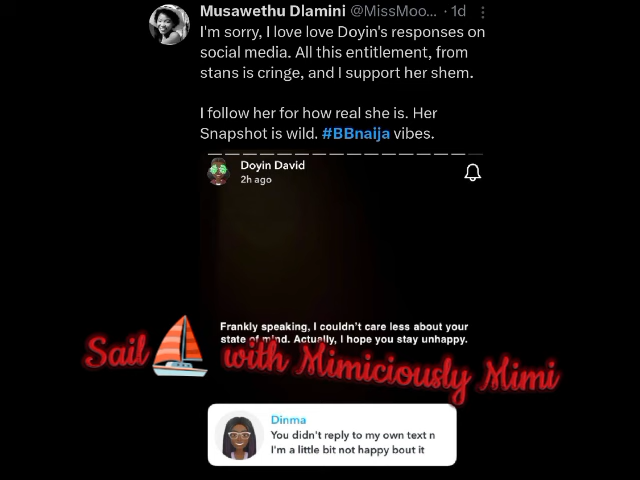 Musawethu Dlamini @MissMoo... · 1d
I'm sorry, I love love Doyin's responses on
social media. All this entitlement, from
stans is cringe, and I support her shem.
I follow her for how real she is. Her
Snapshot is wild. #BBnaija vibes.
Doyin David
2h ago
Frankly speaking, I couldn't care less about your
state of mind. Actually, I hope you stay unhappy.
Sail with Mimiciously Mimi
Dinma
You didn't reply to my own text n
I'm a little bit not happy bout it